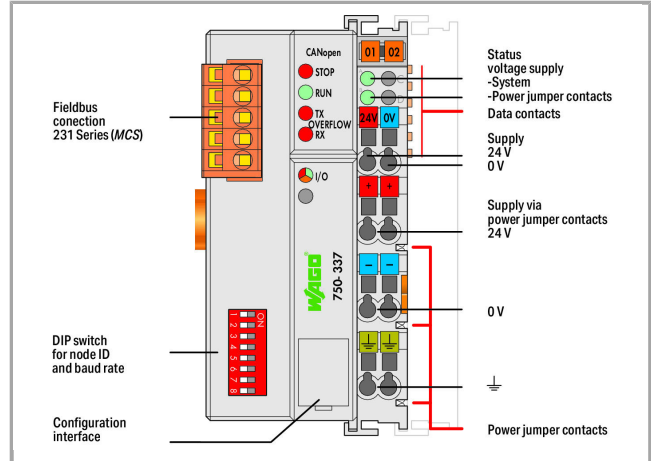 Fieldbus
conection
231 Series (MCS)
DIP switch
for node ID
and baud rate
Configuration
interface
ON
1
2
3
4
5
6
7
8
CANopen
STOP
RUN
TX
OVERFLOW
RX
I/O
WAGO
750-337
01 02
A
C
B
D
24V 0V
+ +
− −
Status
voltage supply
-System
-Power jumper contacts
Data contacts
Supply
24 V
0 V
Supply via
power jumper contacts
24 V
0 V
Power jumper contacts